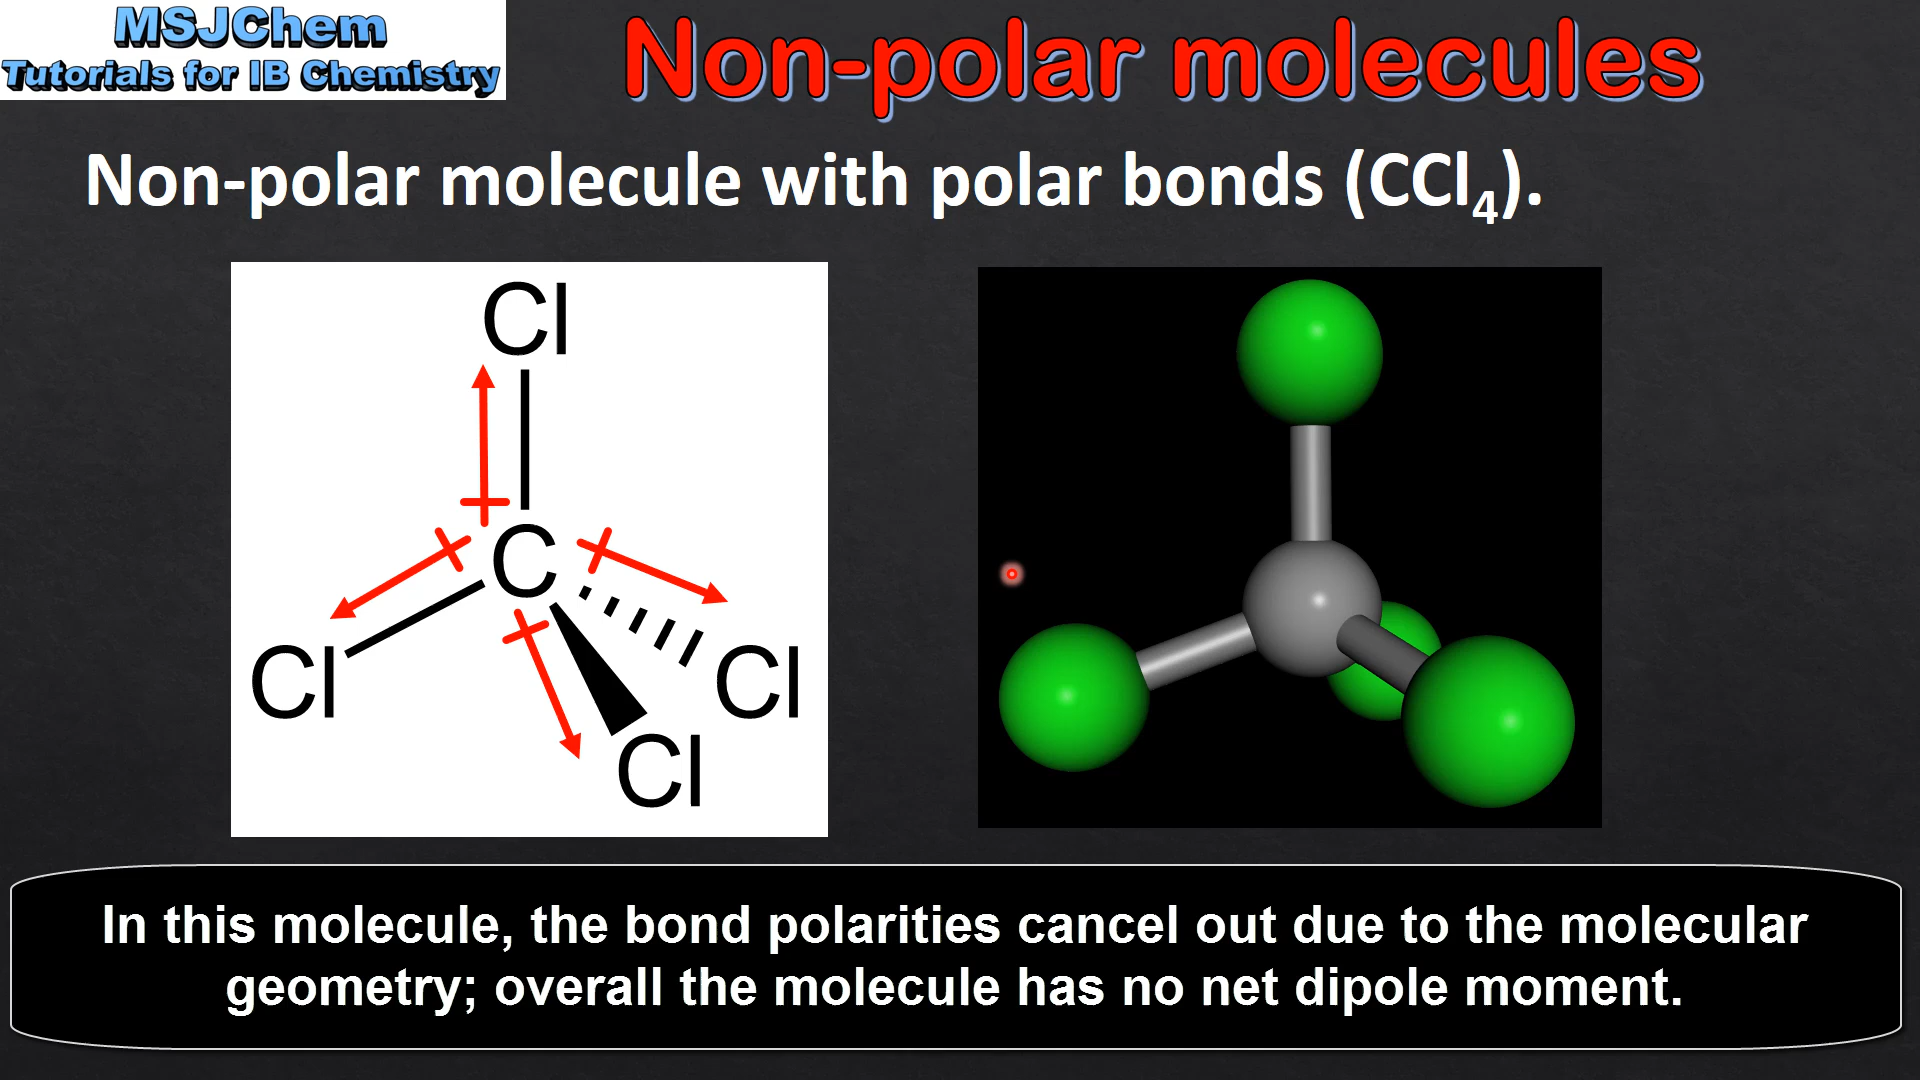 MSJChem
Tutorials for IB Chemistry
Non-polar molecules
Non-polar molecule with polar bonds (CCl₄).
Cl
C
Cl
Cl
Cl
In this molecule, the bond polarities cancel out due to the molecular
geometry; overall the molecule has no net dipole moment.